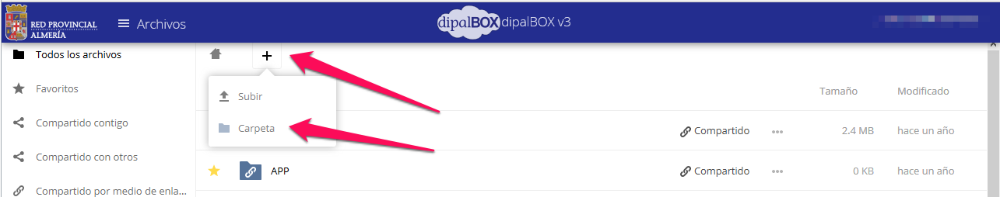 RED PROVINCIAL
ALMERÍA
Archivos
dipalBOX
dipalBOX v3
Todos los archivos
Favoritos
Compartido contigo
Compartido con otros
Compartido por medio de enla...
+
Subir
Carpeta
Tamaño
Modificado
Compartido
2.4 MB
hace un año
APP
Compartido
0 KB
hace un año